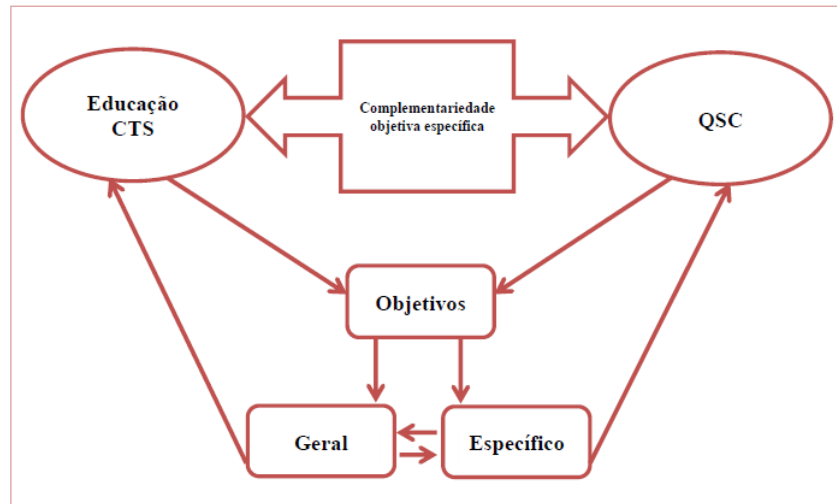 Educação
CTS
Complementariedade
objetiva específica
QSC
Objetivos
Geral
Específico